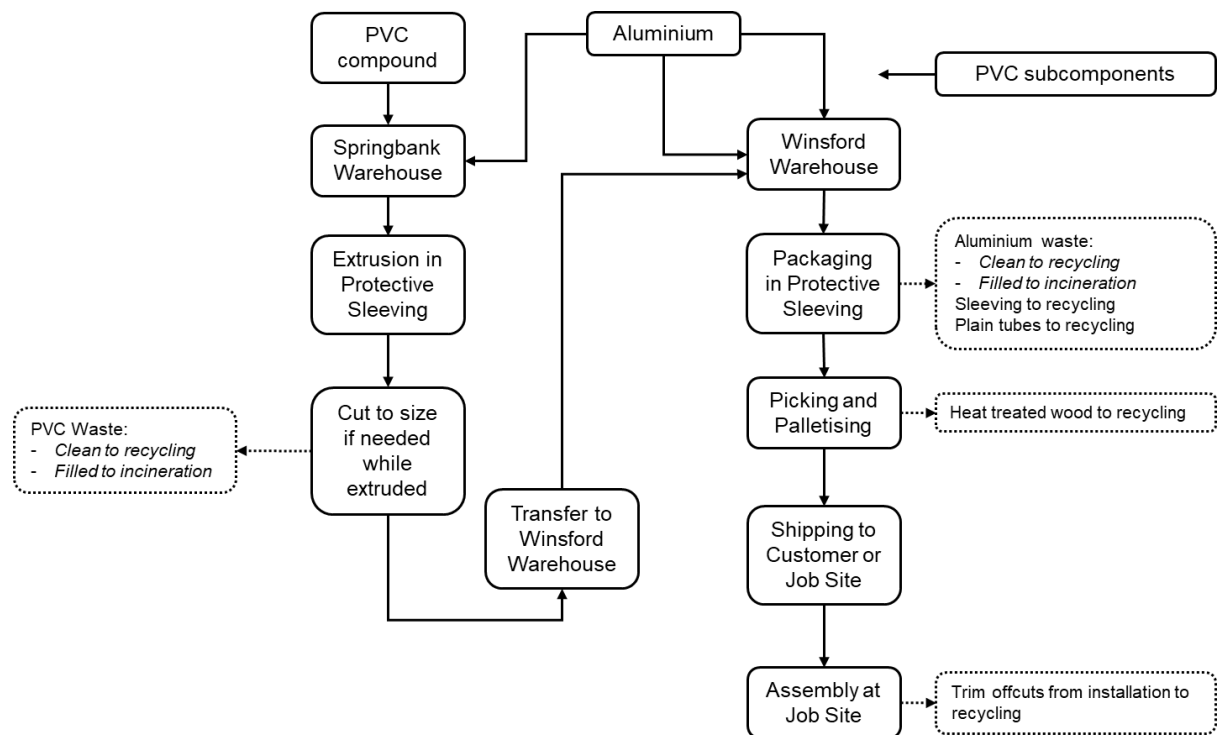 PVC
compound
Aluminium
PVC subcomponents
Springbank
Warehouse
Winsford
Warehouse
Extrusion in
Protective
Sleeving
Packaging
in Protective
Sleeving
Aluminium waste:
- Clean to recycling
- Filled to incineration
Sleeving to recycling
Plain tubes to recycling
Cut to size
if needed
while
extruded
PVC Waste:
- Clean to recycling
- Filled to incineration
Picking and
Palletising
Heat treated wood to recycling
Transfer to
Winsford
Warehouse
Shipping to
Customer or
Job Site
Assembly at
Job Site
Trim offcuts from installation to
recycling